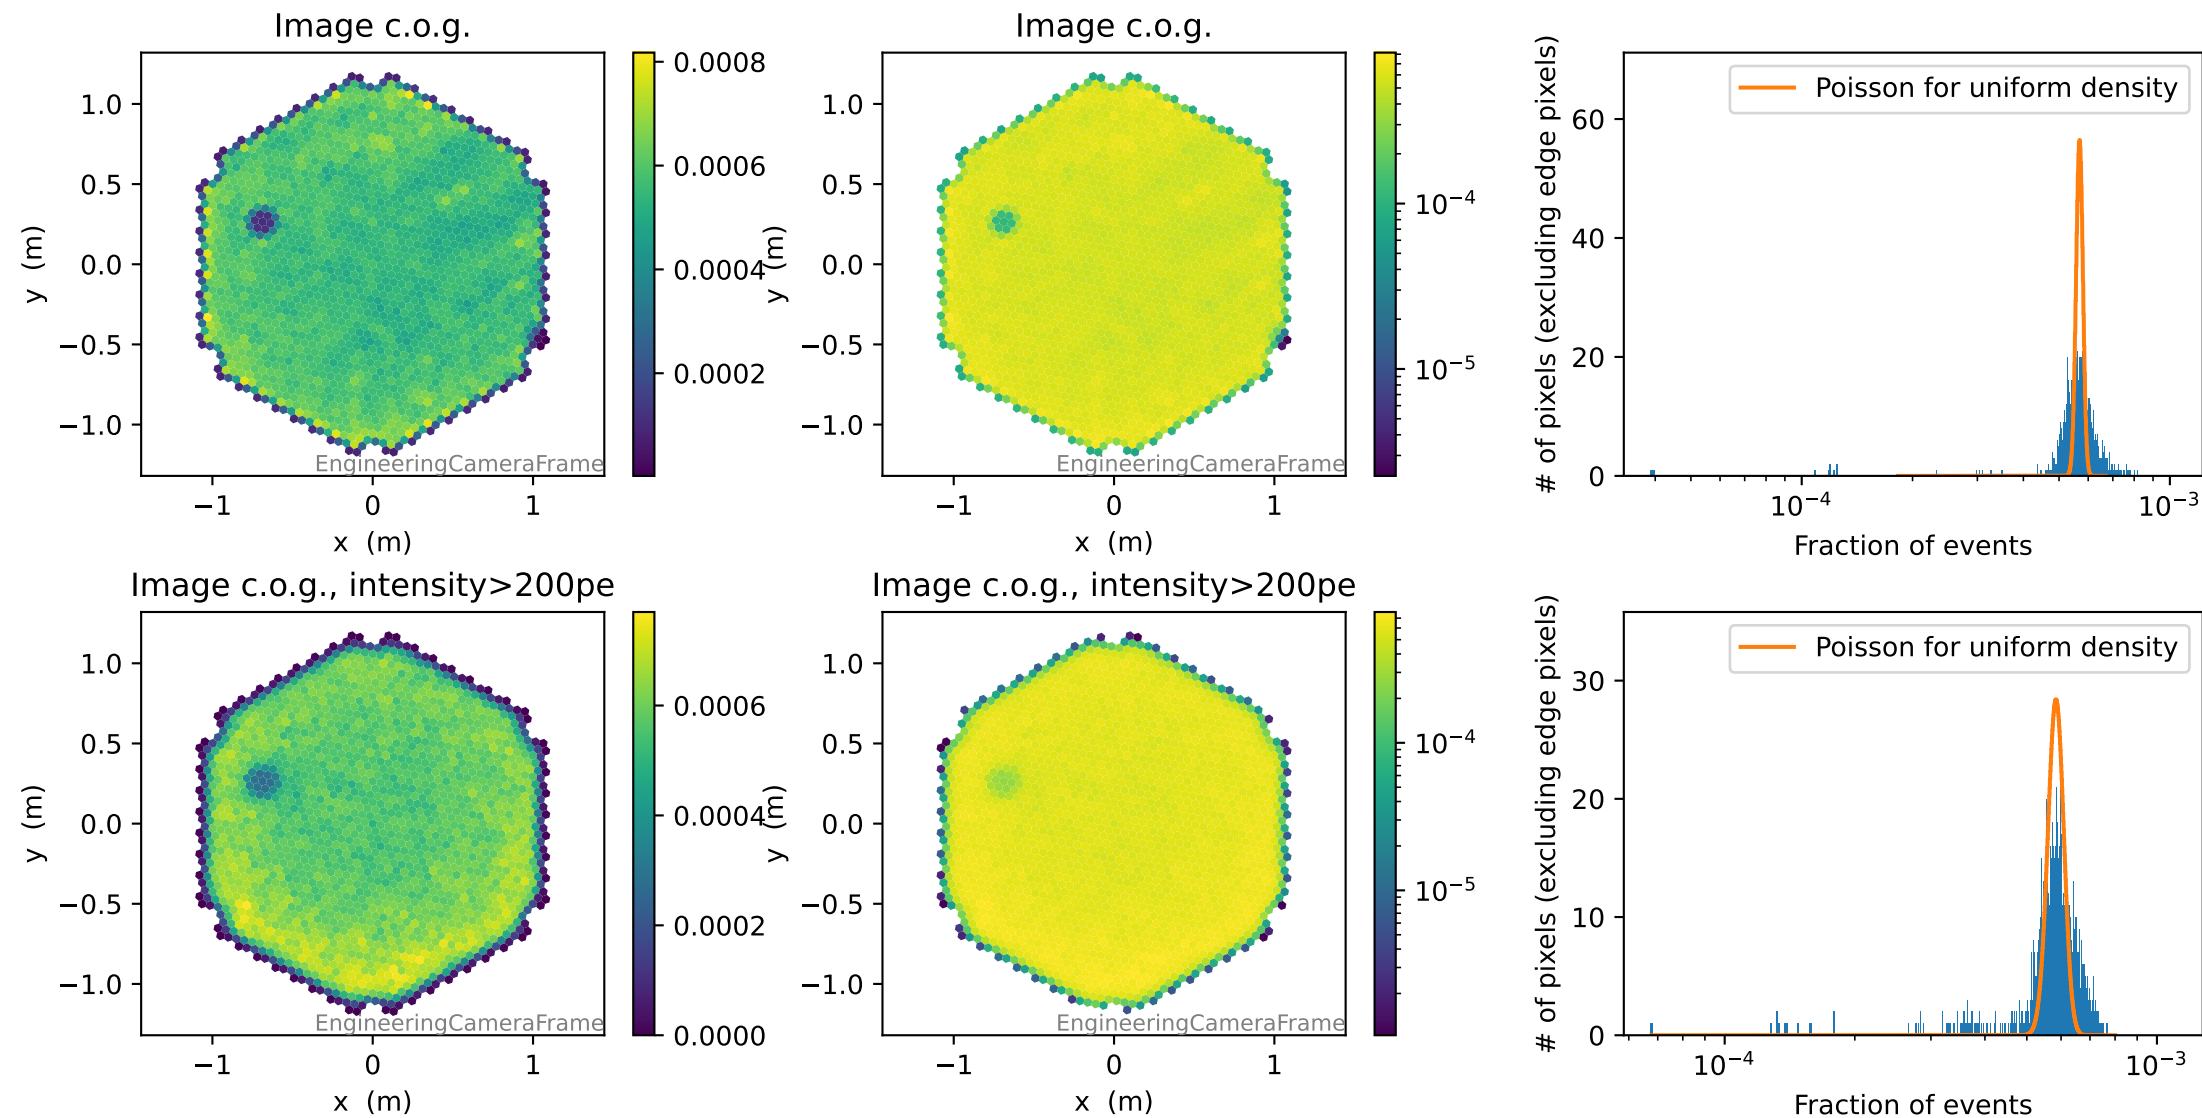 Image c.o.g.
y (m)
1.0
0.5
0.0
−0.5
−1.0
−1
0
1
x (m)
EngineeringCameraFrame
0.0008
0.0006
0.0004
0.0002
Image c.o.g.
y (m)
1.0
0.5
0.0
−0.5
−1.0
−1
0
1
x (m)
EngineeringCameraFrame
10⁻⁴
10⁻⁵
# of pixels (excluding edge pixels)
60
40
20
0
Poisson for uniform density
10⁻⁴
10⁻³
Fraction of events
Image c.o.g., intensity>200pe
y (m)
1.0
0.5
0.0
−0.5
−1.0
−1
0
1
x (m)
EngineeringCameraFrame
0.0006
0.0004
0.0002
0.0000
Image c.o.g., intensity>200pe
y (m)
1.0
0.5
0.0
−0.5
−1.0
−1
0
1
x (m)
EngineeringCameraFrame
10⁻⁴
10⁻⁵
# of pixels (excluding edge pixels)
30
20
10
0
Poisson for uniform density
10⁻⁴
10⁻³
Fraction of events